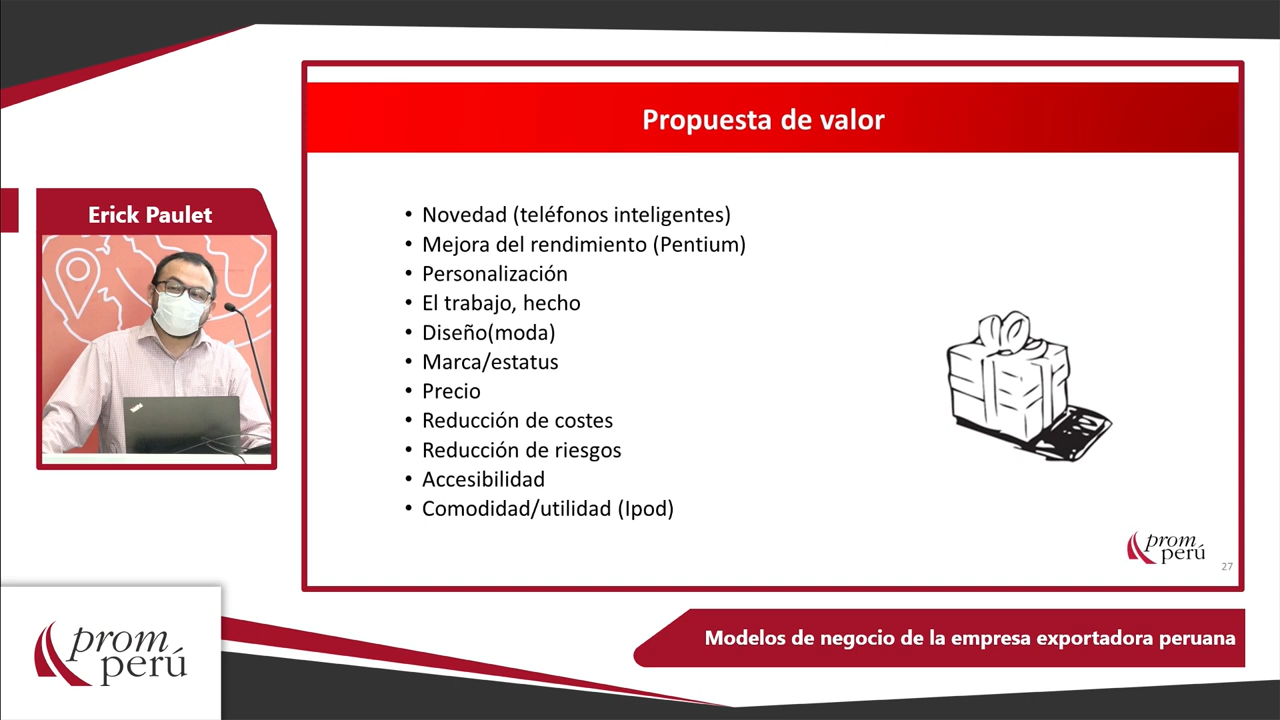 Propuesta de valor
Erick Paulet
• Novedad (teléfonos inteligentes)
• Mejora del rendimiento (Pentium)
• Personalización
• El trabajo, hecho
• Diseño(moda)
• Marca/estatus
• Precio
• Reducción de costes
• Reducción de riesgos
• Accesibilidad
• Comodidad/utilidad (Ipod)
prom
perú
27
Modelos de negocio de la empresa exportadora peruana
prom
perú